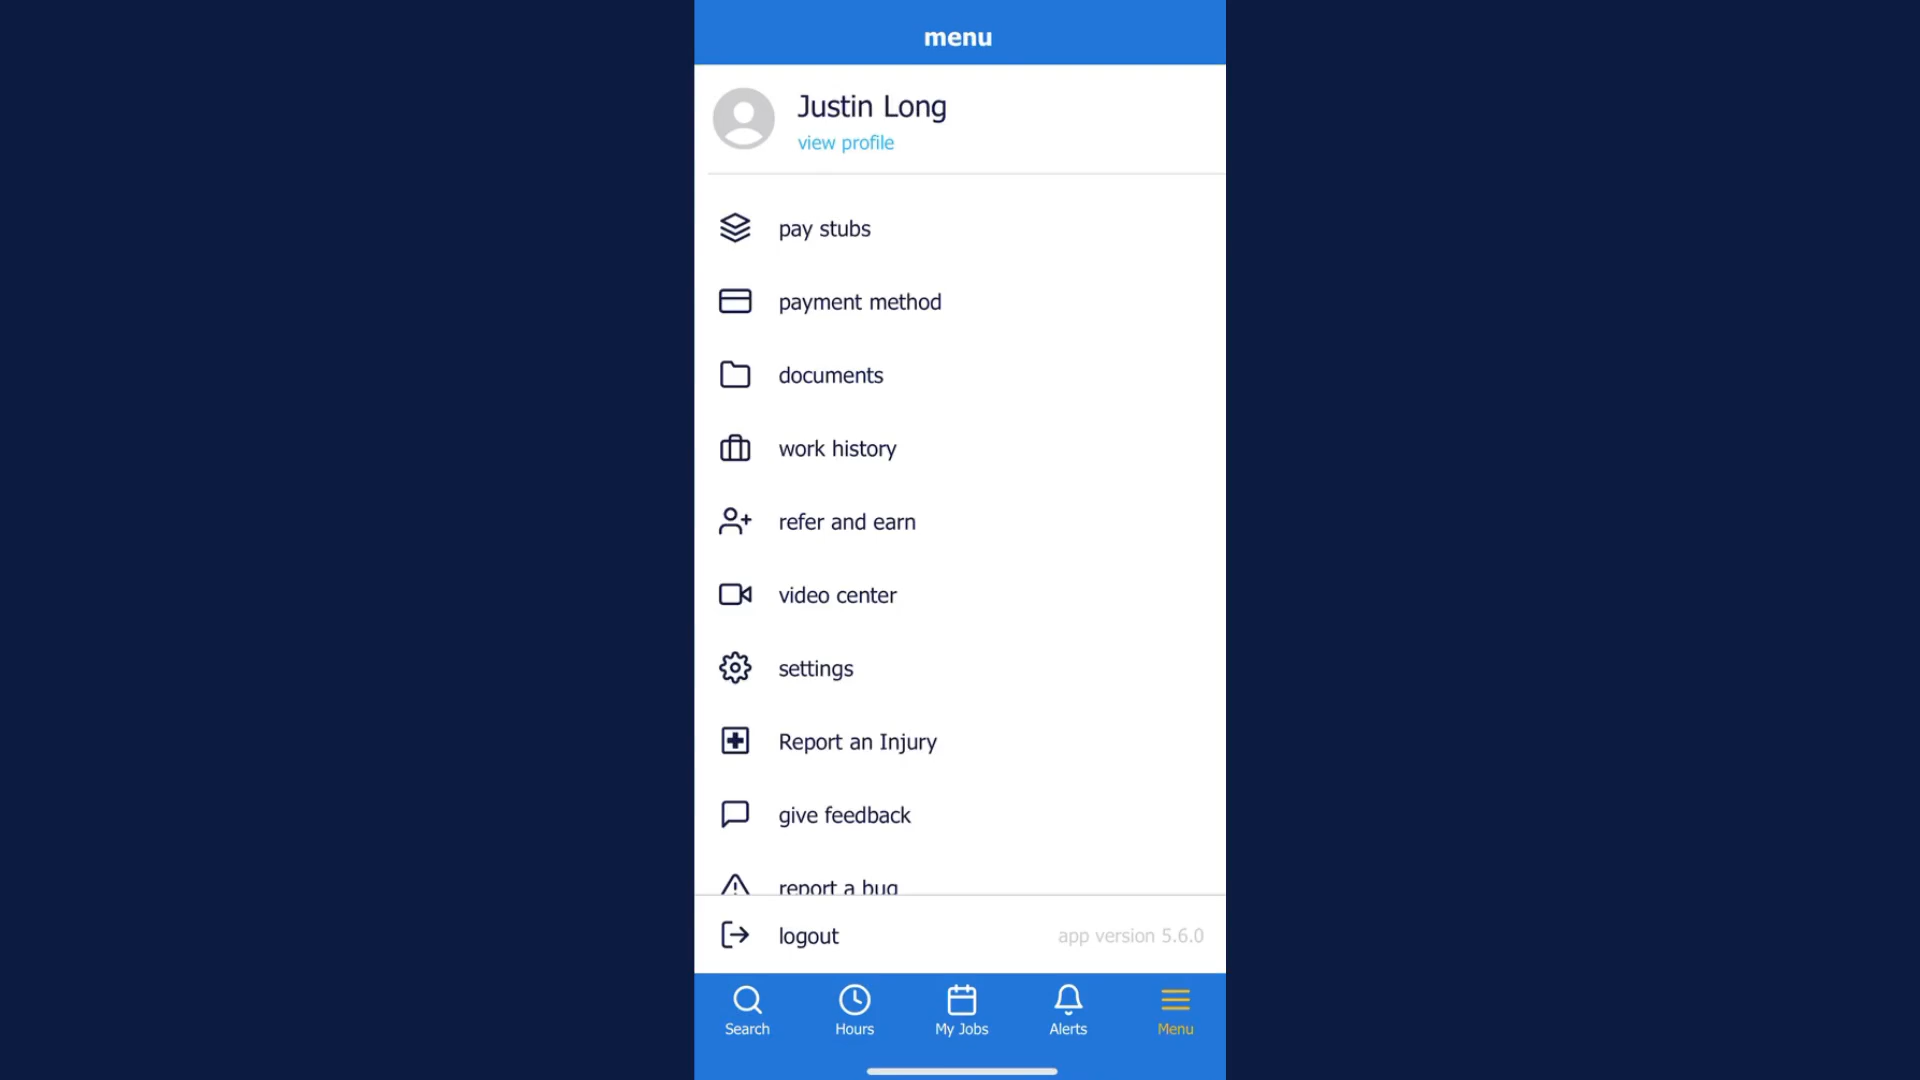 menu
Justin Long
view profile
pay stubs
payment method
documents
work history
refer and earn
video center
settings
Report an Injury
give feedback
report a bug
logout
app version 5.6.0
Search
Hours
My Jobs
Alerts
Menu